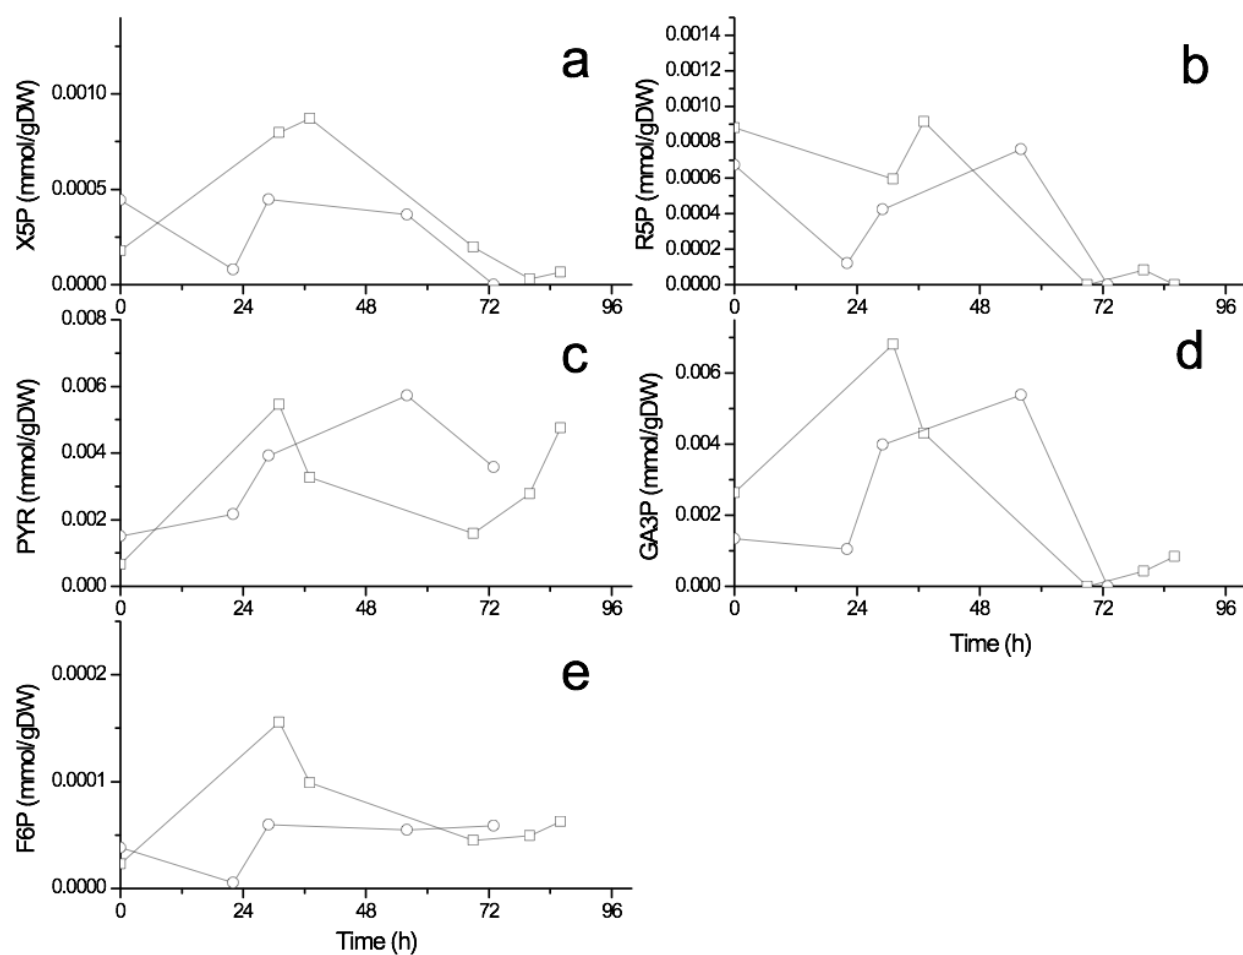 a
X5P (mmol/gDW)
0.0010
0.0005
0.0000
0 24 48 72 96
b
R5P (mmol/gDW)
0.0014
0.0012
0.0010
0.0008
0.0006
0.0004
0.0002
0.0000
0 24 48 72 96
c
PYR (mmol/gDW)
0.008
0.006
0.004
0.002
0.000
0 24 48 72 96
d
GA3P (mmol/gDW)
0.006
0.004
0.002
0.000
0 24 48 72 96
Time (h)
e
F6P (mmol/gDW)
0.0002
0.0001
0.0000
0 24 48 72 96
Time (h)